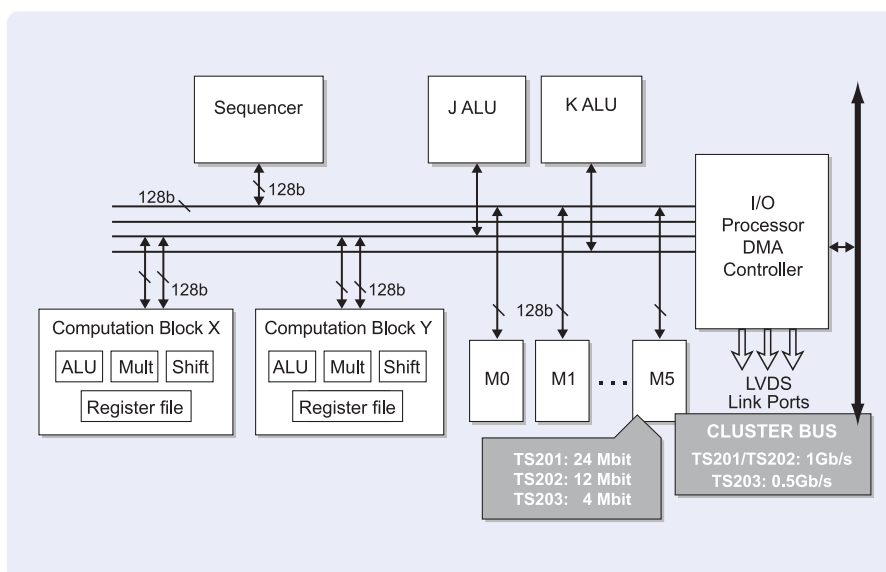 Sequencer
J ALU
K ALU
128b
128b
I/O
Processor
DMA
Controller
128b
128b
128b
Computation Block X
ALU
Mult
Shift
Register file
Computation Block Y
ALU
Mult
Shift
Register file
M0
M1
...
M5
LVDS
Link Ports
CLUSTER BUS
TS201/TS202: 1Gb/s
TS203: 0.5Gb/s
TS201: 24 Mbit
TS202: 12 Mbit
TS203: 4 Mbit